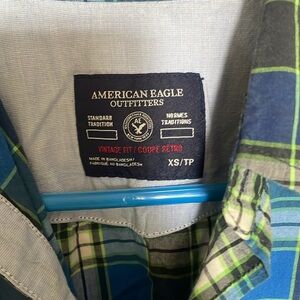 AMERICAN EAGLE
OUTFITTERS
STANDARD
TRADITION
AE
NORMES
TRADITIONS
VINTAGE FIT / COUPE RÉTRO
MADE IN BANGLADESH/
FABRIQUÉ AU BANGLADESH
XS/TP